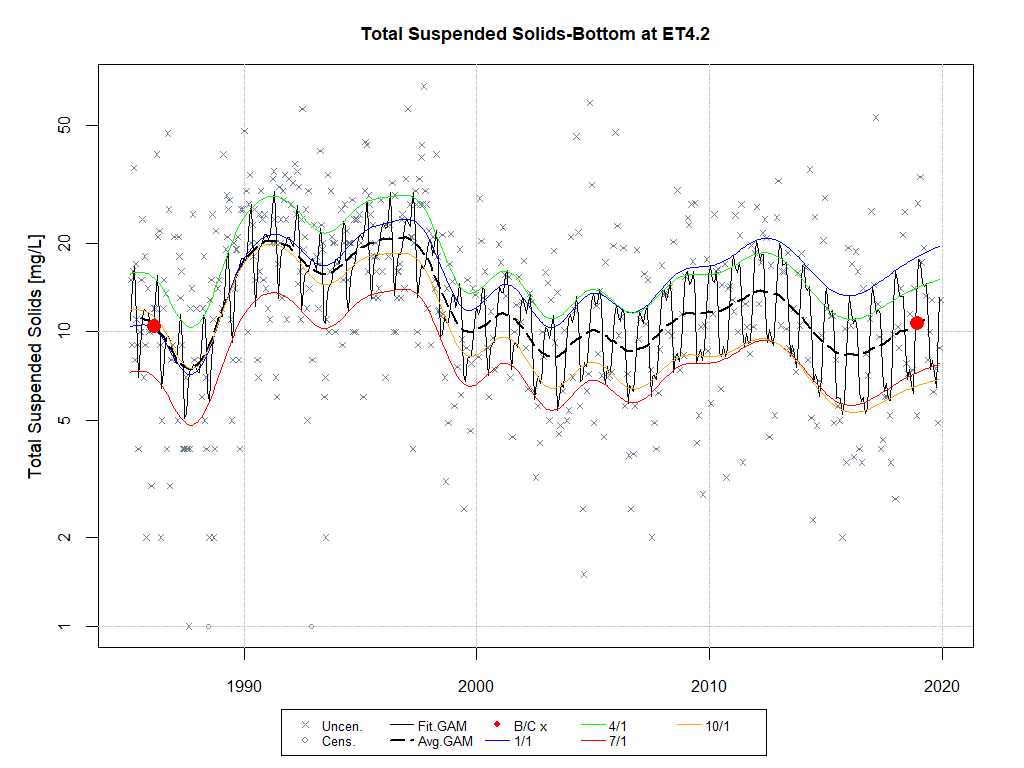 Total Suspended Solids-Bottom at ET4.2
Total Suspended Solids [mg/L]
50
20
10
5
2
1
1990 2000 2010 2020
Uncen. Fit.GAM B/C x 4/1 10/1
Cens. Avg.GAM 1/1 7/1